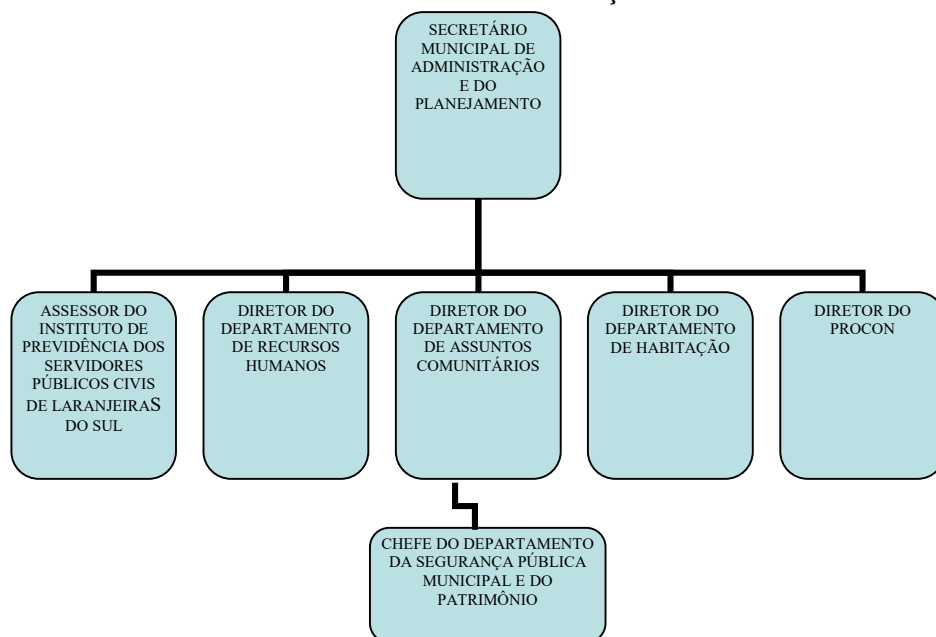 SECRETÁRIO
MUNICIPAL DE
ADMINISTRAÇÃO
E DO
PLANEJAMENTO
ASSESSOR DO
INSTITUTO DE
PREVIDÊNCIA DOS
SERVIDORES
PÚBLICOS CIVIS
DE LARANJEIRAS
DO SUL
DIRETOR DO
DEPARTAMENTO
DE RECURSOS
HUMANOS
DIRETOR DO
DEPARTAMENTO
DE ASSUNTOS
COMUNITÁRIOS
DIRETOR DO
DEPARTAMENTO
DE HABITAÇÃO
DIRETOR DO
PROCON
CHEFE DO DEPARTAMENTO
DA SEGURANÇA PÚBLICA
MUNICIPAL E DO
PATRIMÔNIO